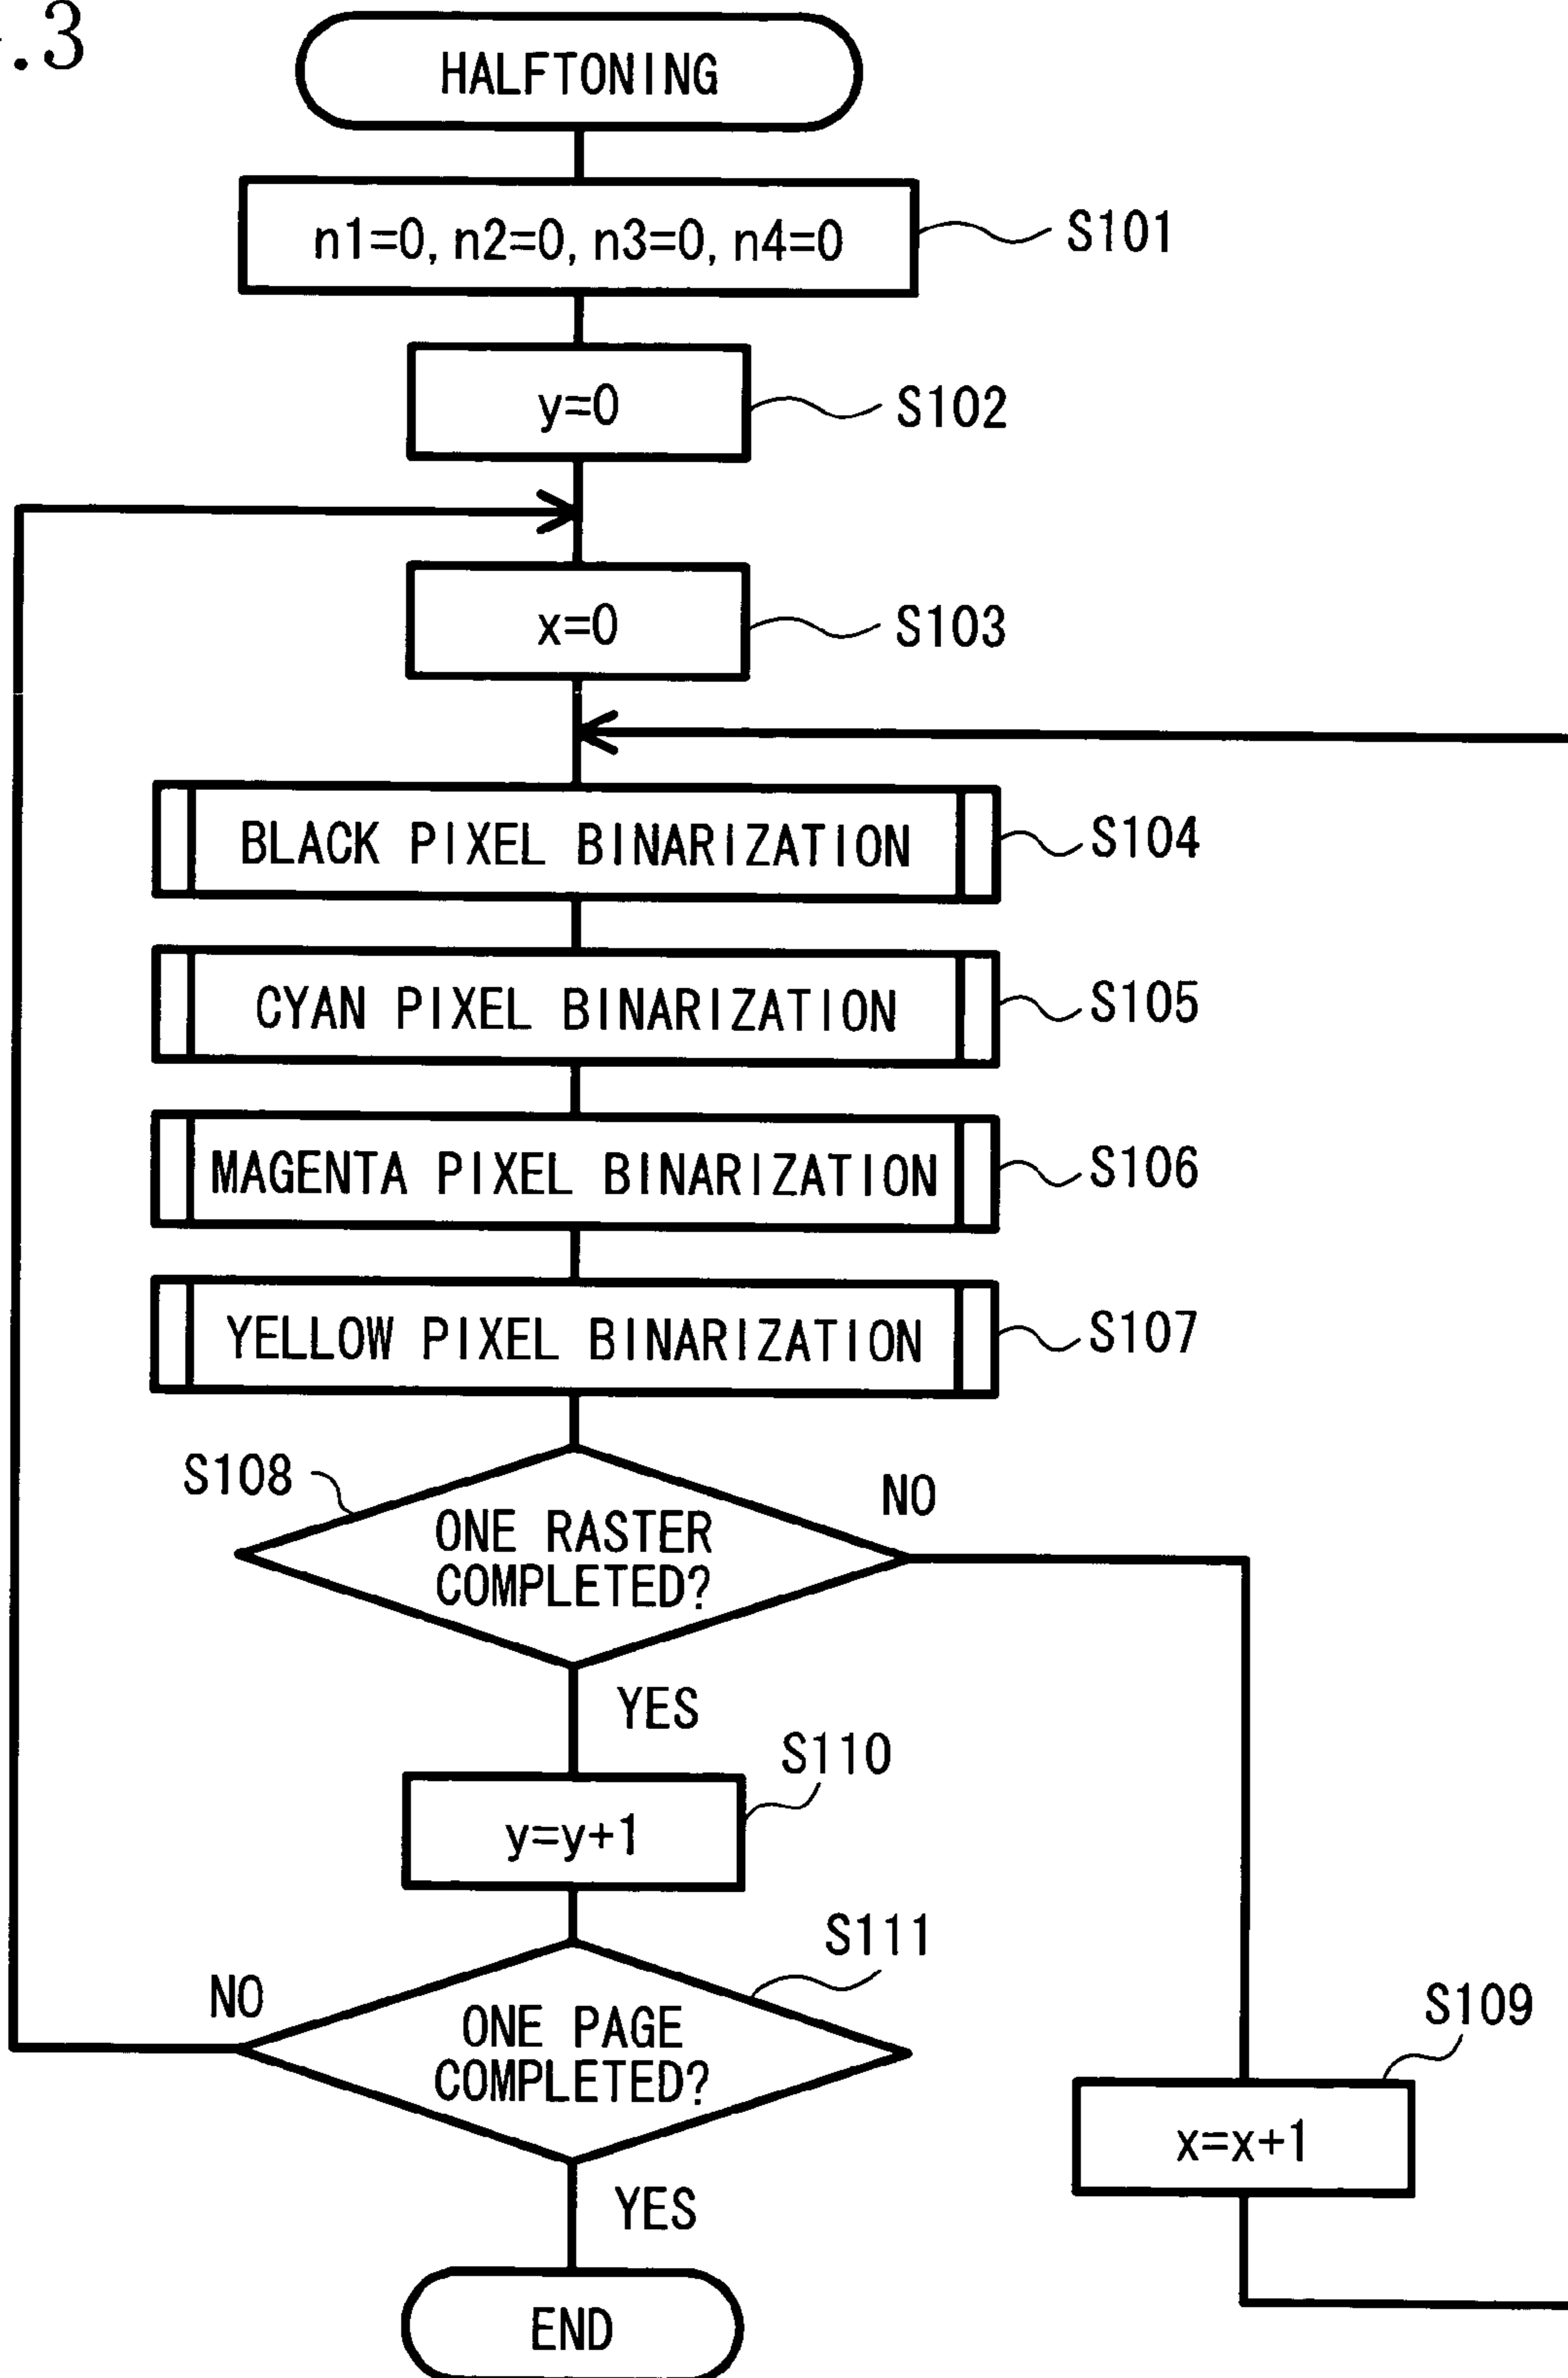 .3
HALFTONING
n1=0, n2=0, n3=0, n4=0
S101
y=0
S102
x=0
S103
BLACK PIXEL BINARIZATION
S104
CYAN PIXEL BINARIZATION
S105
MAGENTA PIXEL BINARIZATION
S106
YELLOW PIXEL BINARIZATION
S107
S108
ONE RASTER
COMPLETED?
NO
YES
S110
y=y+1
S111
NO
ONE PAGE
COMPLETED?
S109
x=x+1
YES
END